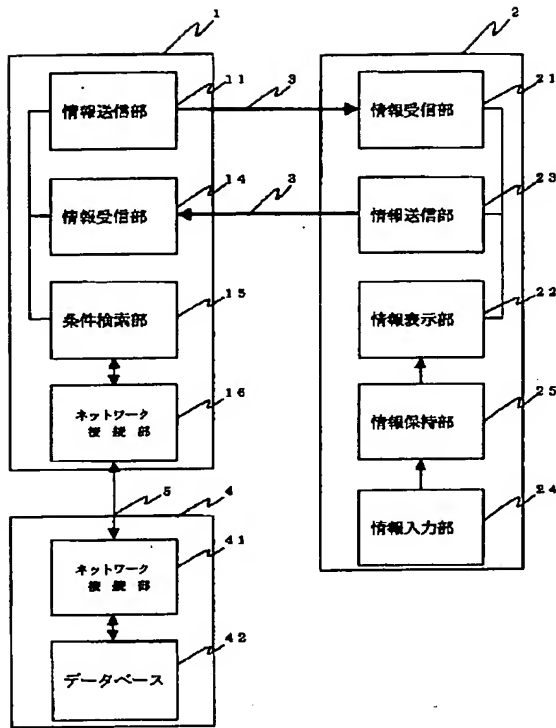 1
2
情報送信部
11
3
情報受信部
21
情報受信部
14
3
情報送信部
23
条件検索部
15
情報表示部
22
ネットワーク
接続部
16
情報保持部
25
5
4
情報入力部
24
ネットワーク
接続部
41
データベース
42